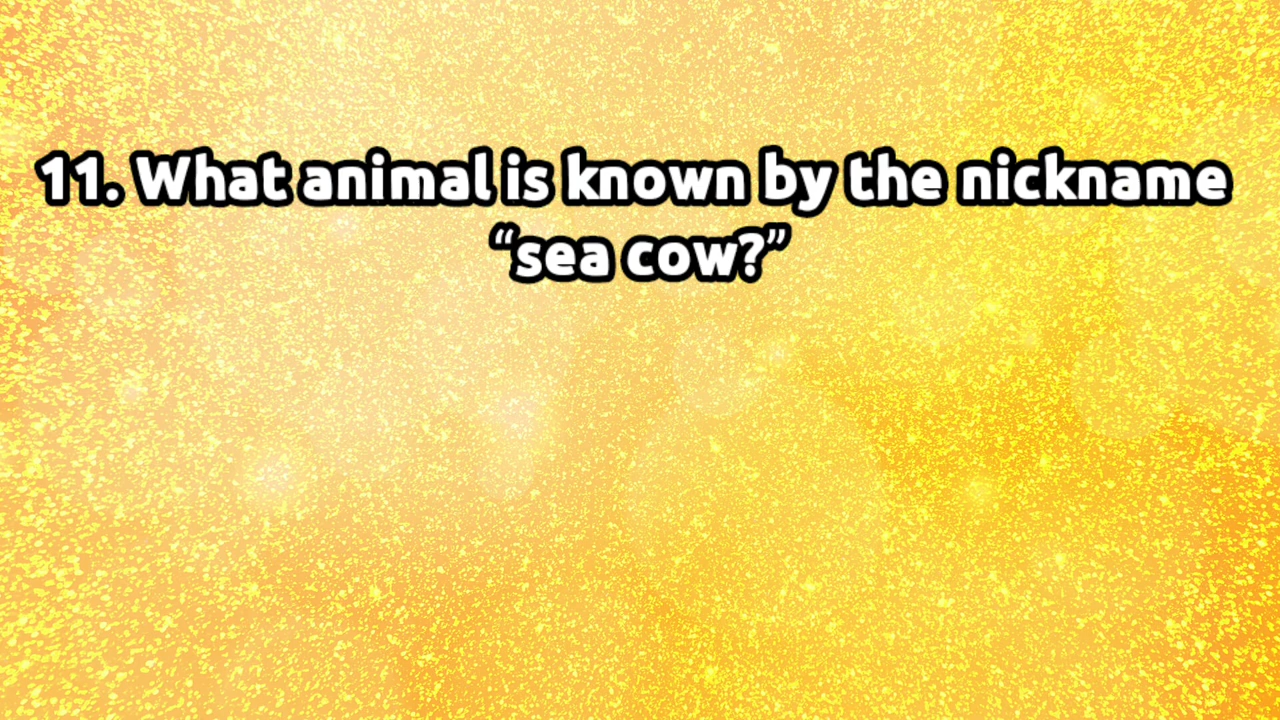 11. What animal is known by the nickname
“sea cow?”